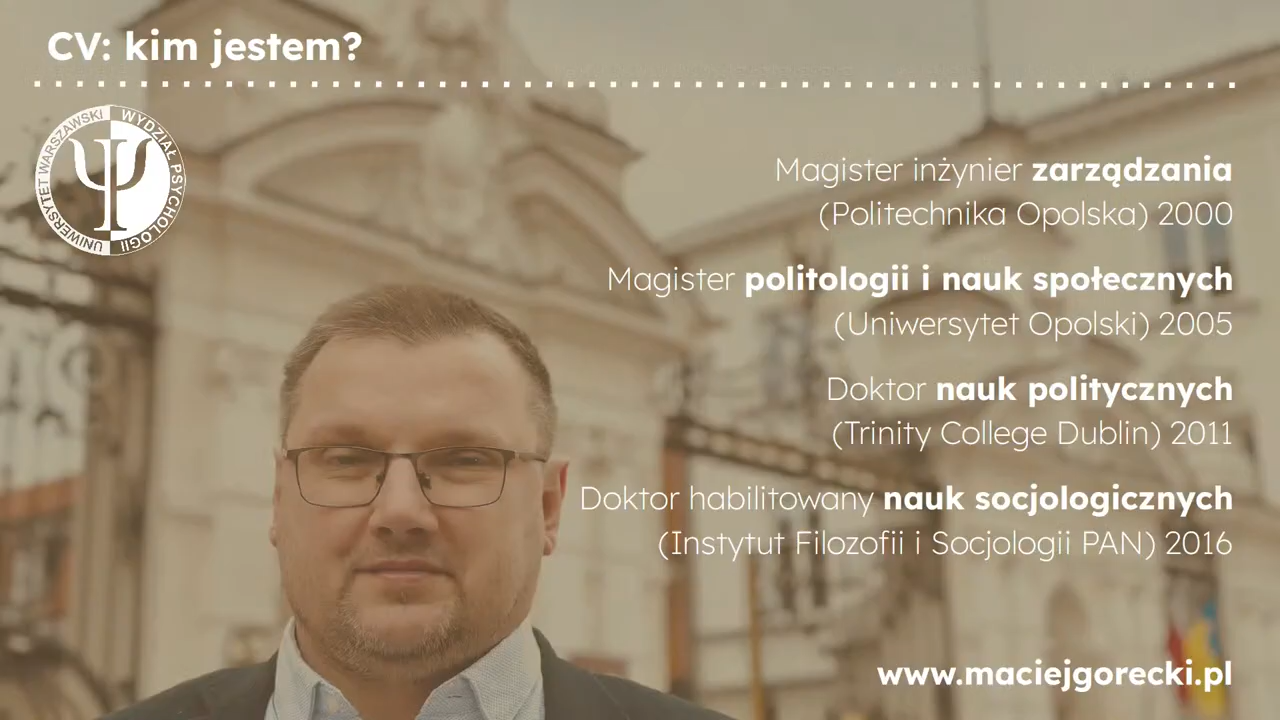 CV: kim jestem?
UNIWERSYTET WARSZAWSKI WYDZIAŁ PSYCHOLOGII
Magister inżynier zarządzania
(Politechnika Opolska) 2000
Magister politologii i nauk społecznych
(Uniwersytet Opolski) 2005
Doktor nauk politycznych
(Trinity College Dublin) 2011
Doktor habilitowany nauk socjologicznych
(Instytut Filozofii i Socjologii PAN) 2016
www.maciejgorecki.pl